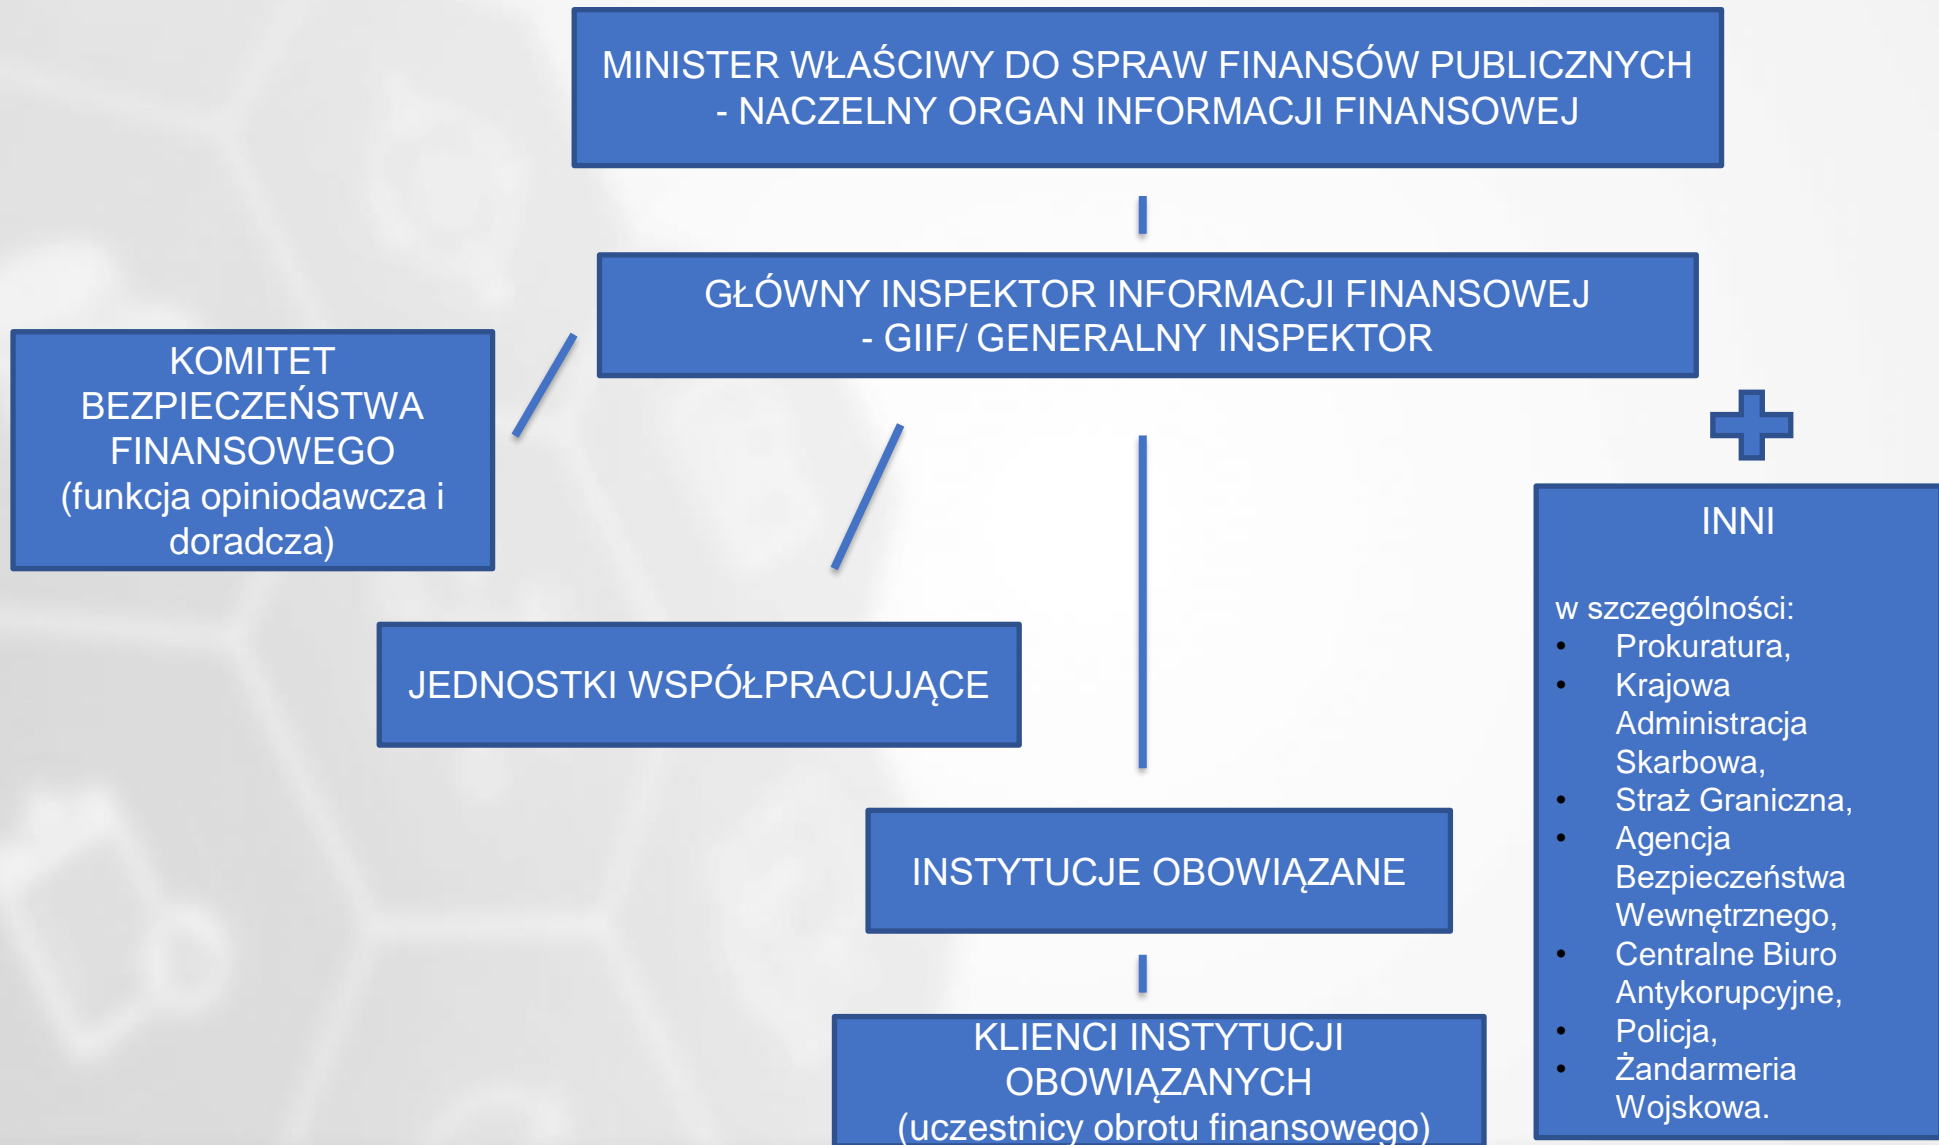 MINISTER WŁAŚCIWY DO SPRAW FINANSÓW PUBLICZNYCH
- NACZELNY ORGAN INFORMACJI FINANSOWEJ
GŁÓWNY INSPEKTOR INFORMACJI FINANSOWEJ
- GIIF/ GENERALNY INSPEKTOR
KOMITET
BEZPIECZEŃSTWA
FINANSOWEGO
(funkcja opiniodawcza i
doradcza)
JEDNOSTKI WSPÓŁPRACUJĄCE
INSTYTUCJE OBOWIĄZANE
KLIENCI INSTYTUCJI
OBOWIĄZANYCH
(uczestnicy obrotu finansowego)
INNI
w szczególności:
• Prokuratura,
• Krajowa
Administracja
Skarbowa,
• Straż Graniczna,
• Agencja
Bezpieczeństwa
Wewnętrznego,
• Centralne Biuro
Antykorupcyjne,
• Policja,
• Żandarmeria
Wojskowa.